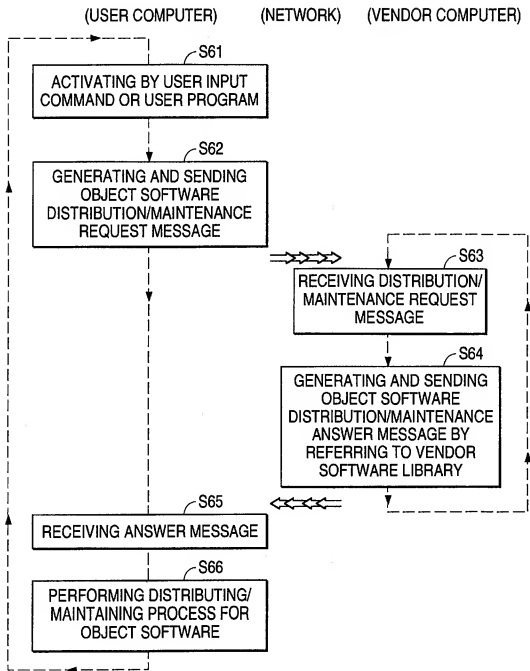 (USER COMPUTER) (NETWORK) (VENDOR COMPUTER)
S61
ACTIVATING BY USER INPUT
COMMAND OR USER PROGRAM
S62
GENERATING AND SENDING
OBJECT SOFTWARE
DISTRIBUTION/MAINTENANCE
REQUEST MESSAGE
S63
RECEIVING DISTRIBUTION/
MAINTENANCE REQUEST
MESSAGE
S64
GENERATING AND SENDING
OBJECT SOFTWARE
DISTRIBUTION/MAINTENANCE
ANSWER MESSAGE BY
REFERRING TO VENDOR
SOFTWARE LIBRARY
S65
RECEIVING ANSWER MESSAGE
S66
PERFORMING DISTRIBUTING/
MAINTAINING PROCESS FOR
OBJECT SOFTWARE